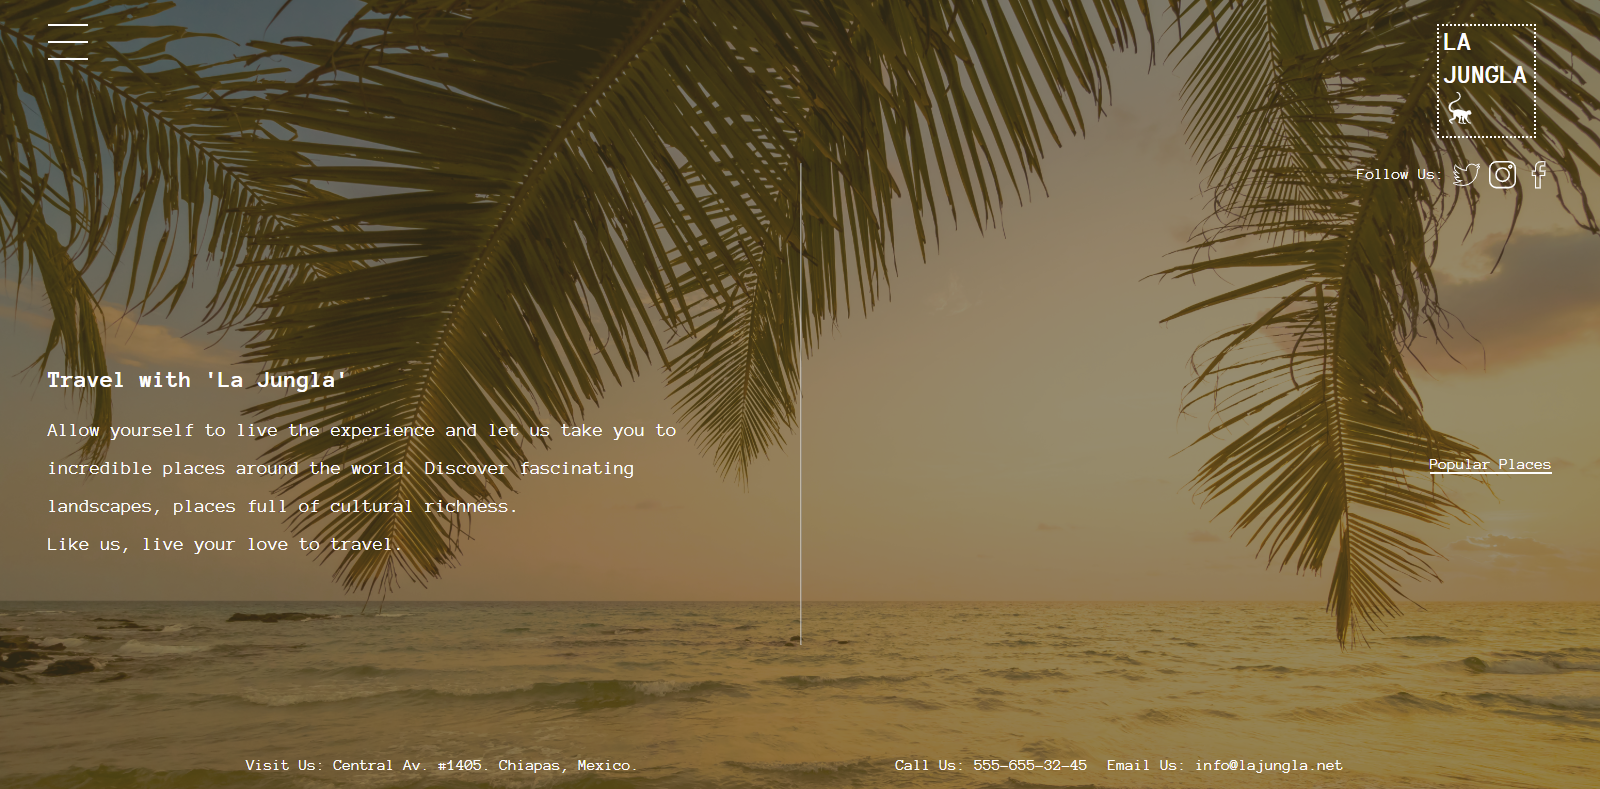 LA
JUNGLA
Follow Us:
Travel with 'La Jungla'
Allow yourself to live the experience and let us take you to
incredible places around the world. Discover fascinating
landscapes, places full of cultural richness.
Like us, live your love to travel.
Popular Places
Visit Us: Central Av. #1405. Chiapas, Mexico.
Call Us: 555-655-32-45 Email Us: info@lajungla.net